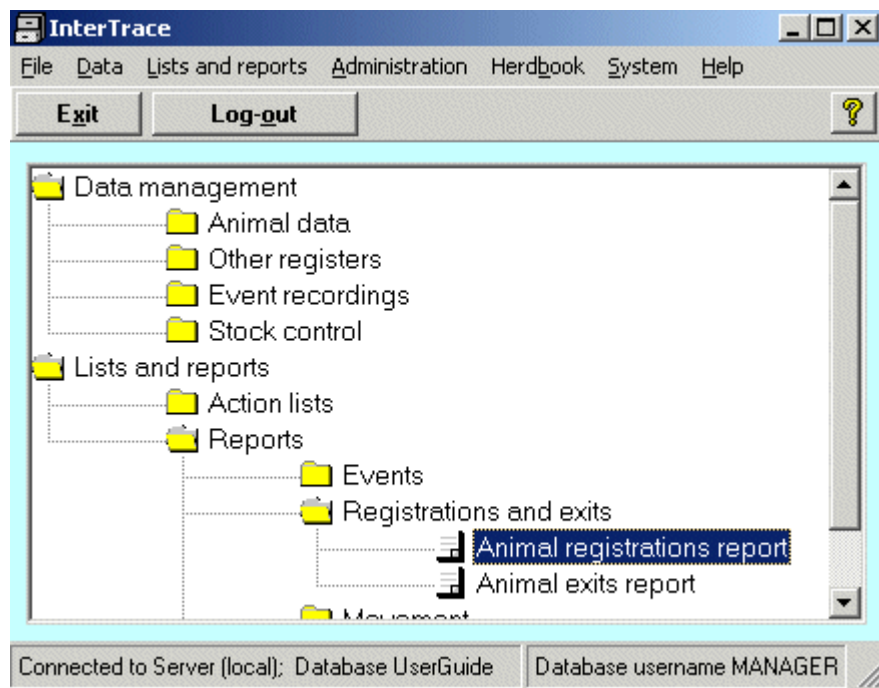 InterTrace
File Data Lists and reports Administration Herdbook System Help
Exit Log-out ?
Data management
Animal data
Other registers
Event recordings
Stock control
Lists and reports
Action lists
Reports
Events
Registrations and exits
Animal registrations report
Animal exits report
Movement
Connected to Server (local); Database UserGuide Database username MANAGER